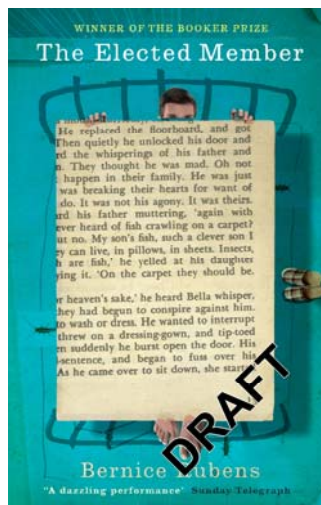 WINNER OF THE BOOKER PRIZE
The Elected Member
He replaced the floorboard, and got
Then quietly he unlocked his door and
rd the whisperings of his father and
n. They thought he was mad. Oh not
happen in their family. He was just
was breaking their hearts for want of
do. It was not his agony. It was theirs.
rd his father muttering, 'again with
ever heard of fish crawling on a carpet?
ut no. My son's fish, such a clever son I
ey can live, in pillows, in sheets. Insects,
h are fish,' he yelled at his daughter
ying it. 'On the carpet they should be.
or heaven's sake,' he heard Bella whisper,
they had begun to conspire against him.
to wash or dress. He wanted to interrupt
threw on a dressing-gown, and tip-toed
en suddenly he burst open the door. His
-sentence, and began to fuss over his
As he came over to sit down, she start
DRAFT
Bernice Rubens
'A dazzling performance' Sunday Telegraph